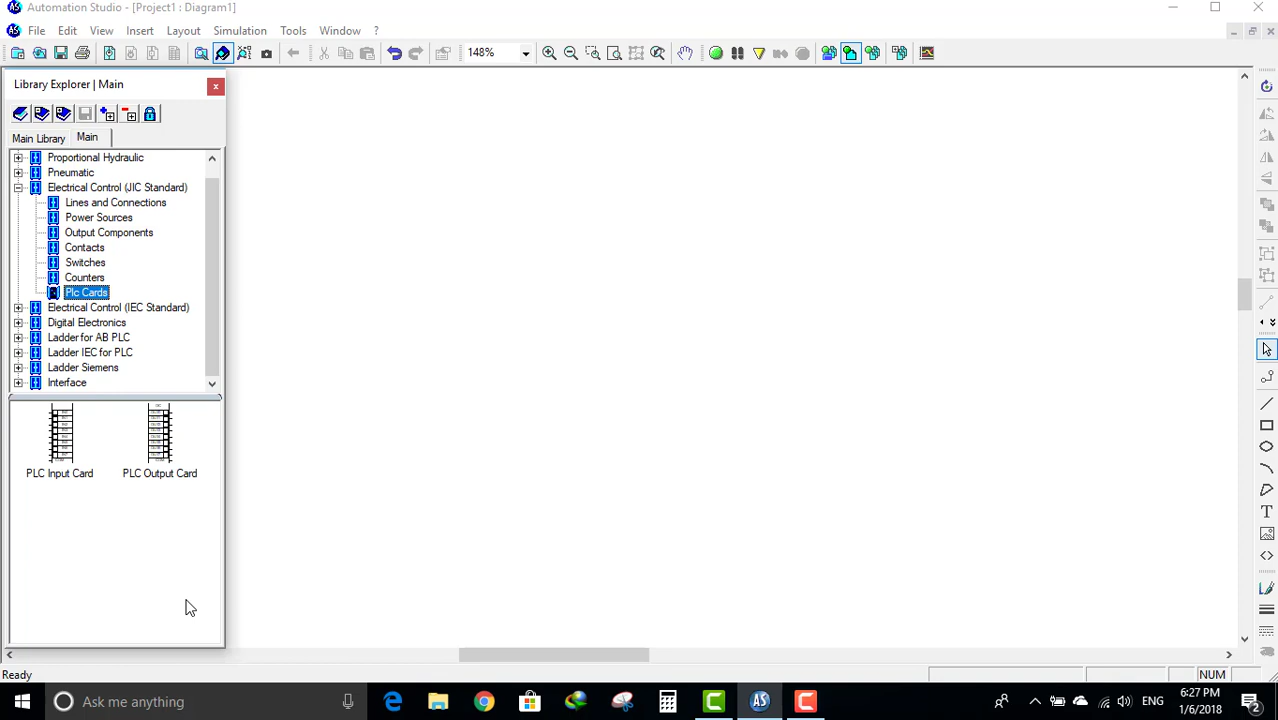 Automation Studio - [Project1 : Diagram1]
File Edit View Insert Layout Simulation Tools Window ?
148%
Library Explorer | Main
Main Library Main
Proportional Hydraulic
Pneumatic
Electrical Control (JIC Standard)
Lines and Connections
Power Sources
Output Components
Contacts
Switches
Counters
Plc Cards
Electrical Control (IEC Standard)
Digital Electronics
Ladder for AB PLC
Ladder IEC for PLC
Ladder Siemens
Interface
PLC Input Card PLC Output Card
Ready
NUM
Ask me anything
ENG
6:27 PM
1/6/2018
2